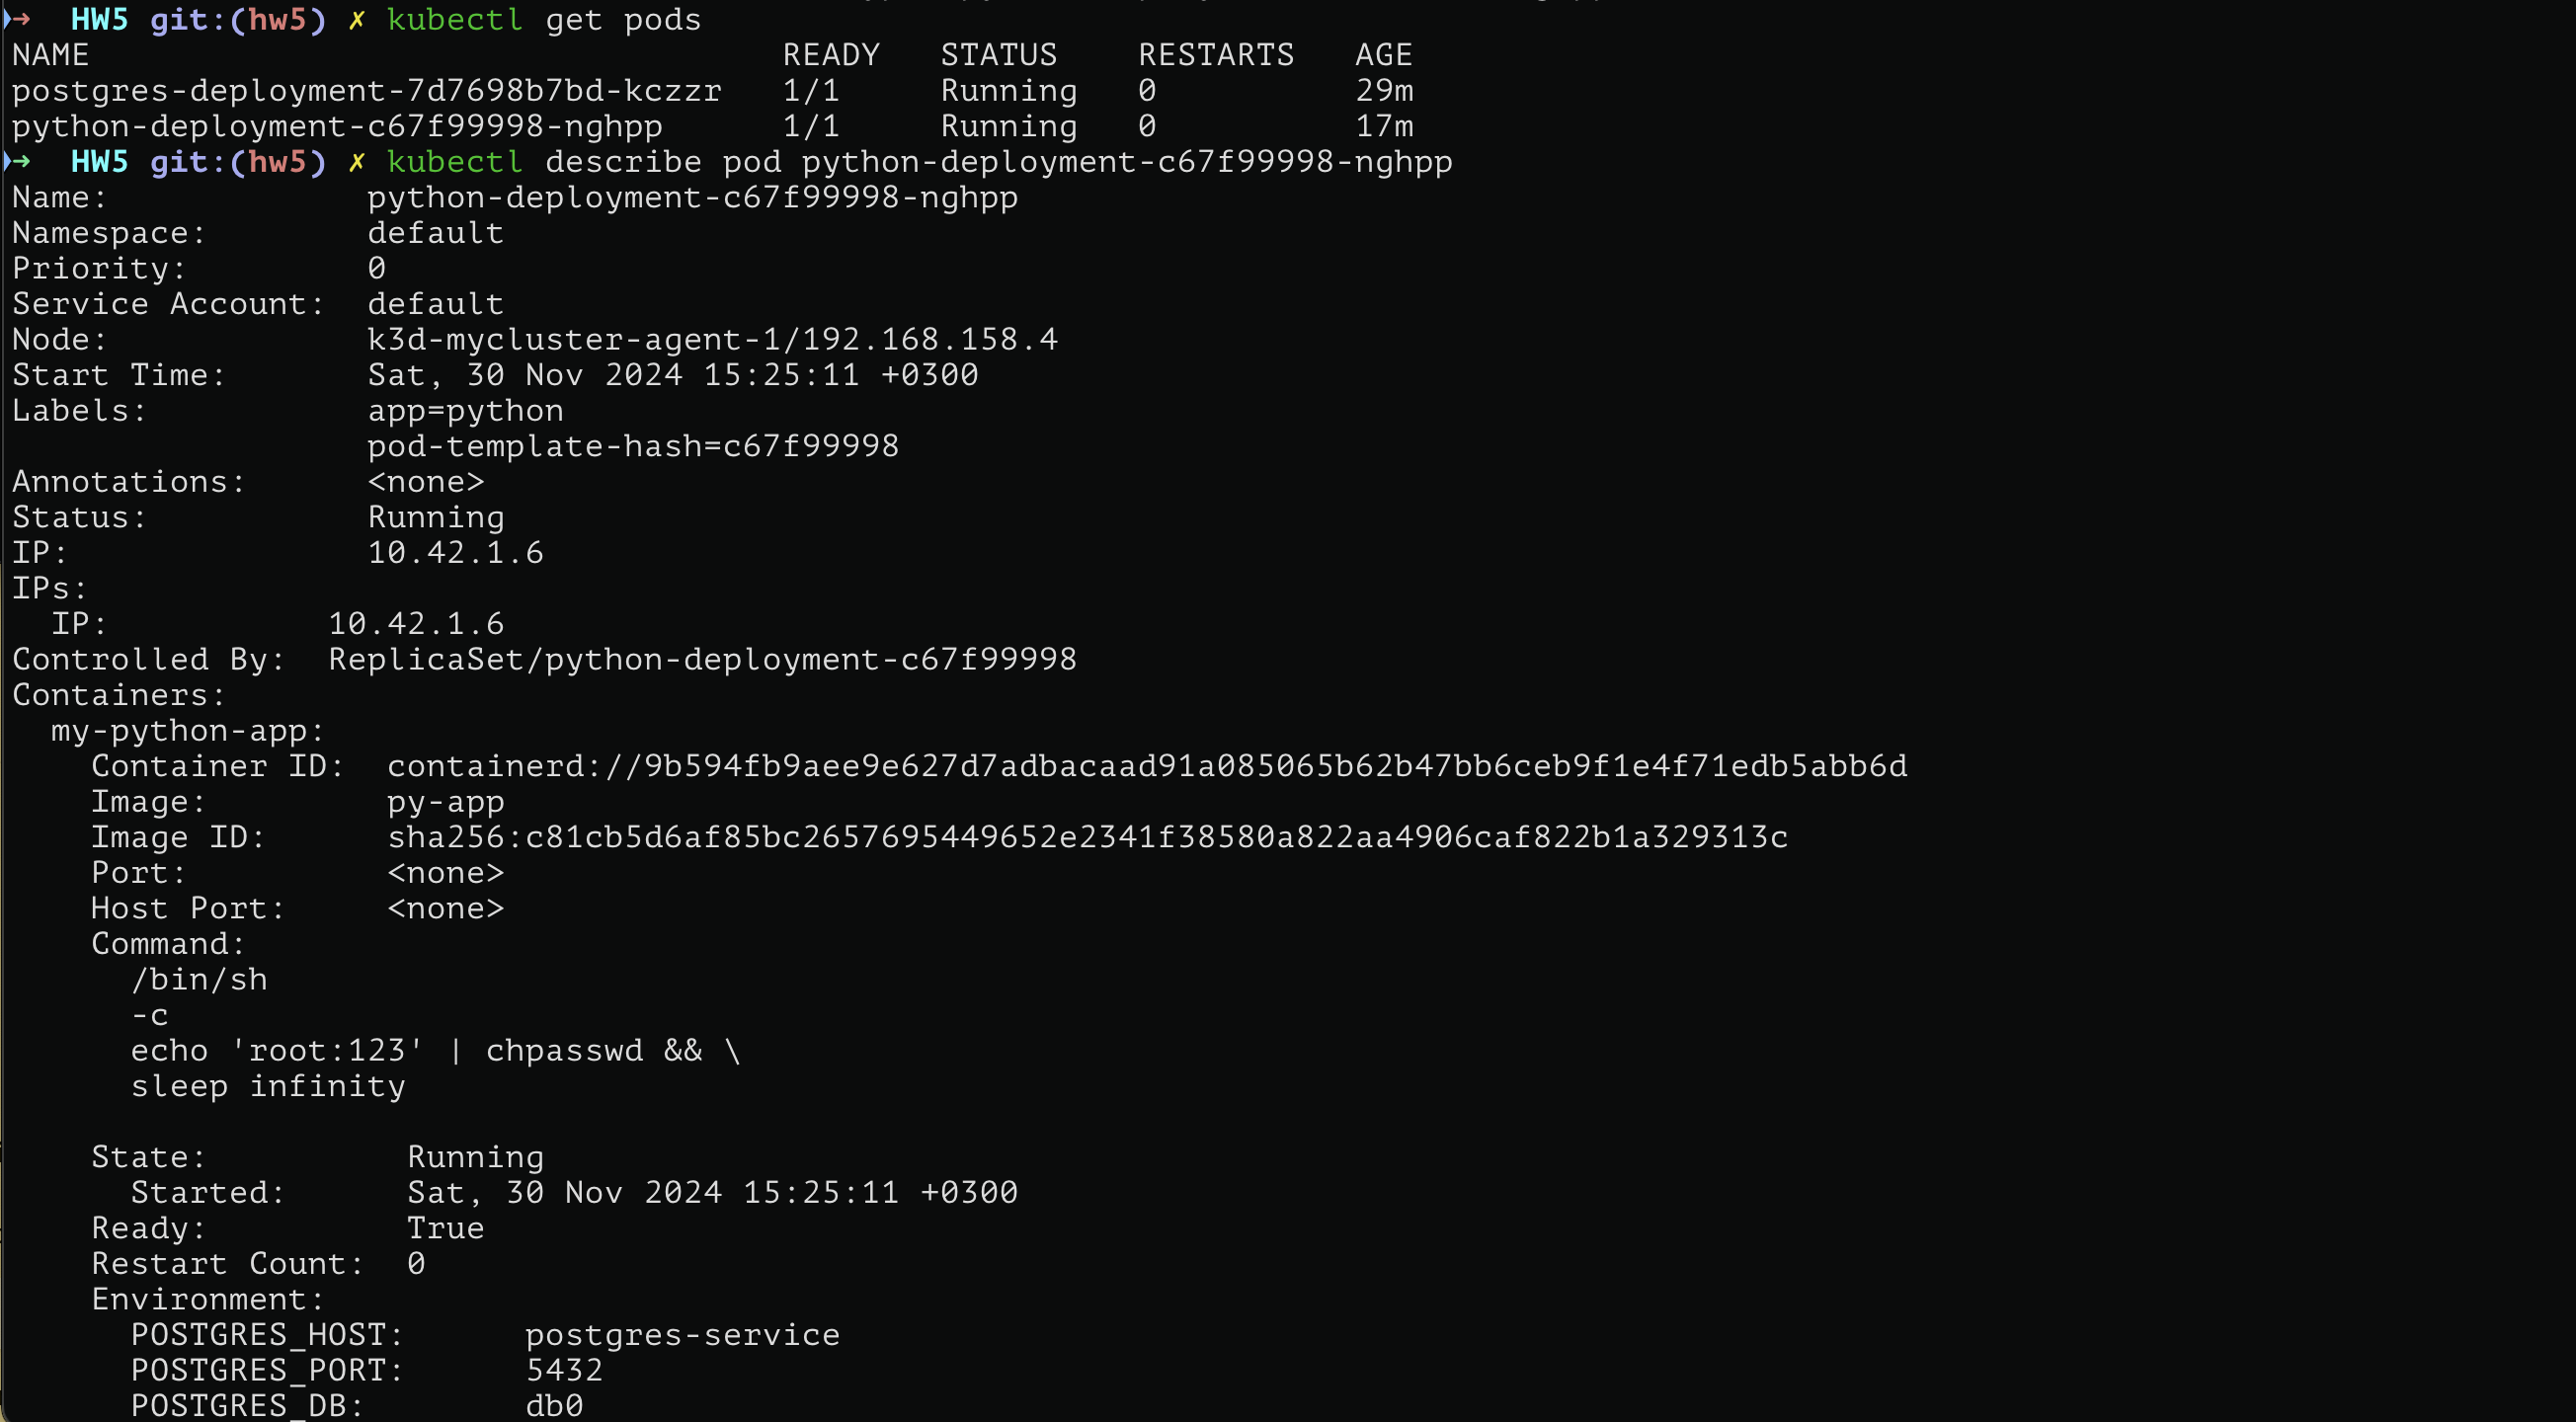 ➜  HW5 git:(hw5) ✗ kubectl get pods
NAME                                   READY   STATUS    RESTARTS   AGE
postgres-deployment-7d7698b7bd-kczzr   1/1     Running   0          29m
python-deployment-c67f99998-nghpp      1/1     Running   0          17m
➜  HW5 git:(hw5) ✗ kubectl describe pod python-deployment-c67f99998-nghpp
Name:             python-deployment-c67f99998-nghpp
Namespace:        default
Priority:         0
Service Account:  default
Node:             k3d-mycluster-agent-1/192.168.158.4
Start Time:       Sat, 30 Nov 2024 15:25:11 +0300
Labels:           app=python
                  pod-template-hash=c67f99998
Annotations:      <none>
Status:           Running
IP:               10.42.1.6
IPs:
  IP:           10.42.1.6
Controlled By:  ReplicaSet/python-deployment-c67f99998
Containers:
  my-python-app:
    Container ID:  containerd://9b594fb9aee9e627d7adbacaad91a085065b62b47bb6ceb9f1e4f71edb5abb6d
    Image:         py-app
    Image ID:      sha256:c81cb5d6af85bc2657695449652e2341f38580a822aa4906caf822b1a329313c
    Port:          <none>
    Host Port:     <none>
    Command:
      /bin/sh
      -c
      echo 'root:123' | chpasswd && \
      sleep infinity
    State:          Running
      Started:      Sat, 30 Nov 2024 15:25:11 +0300
    Ready:          True
    Restart Count:  0
    Environment:
      POSTGRES_HOST:      postgres-service
      POSTGRES_PORT:      5432
      POSTGRES_DB:        db0